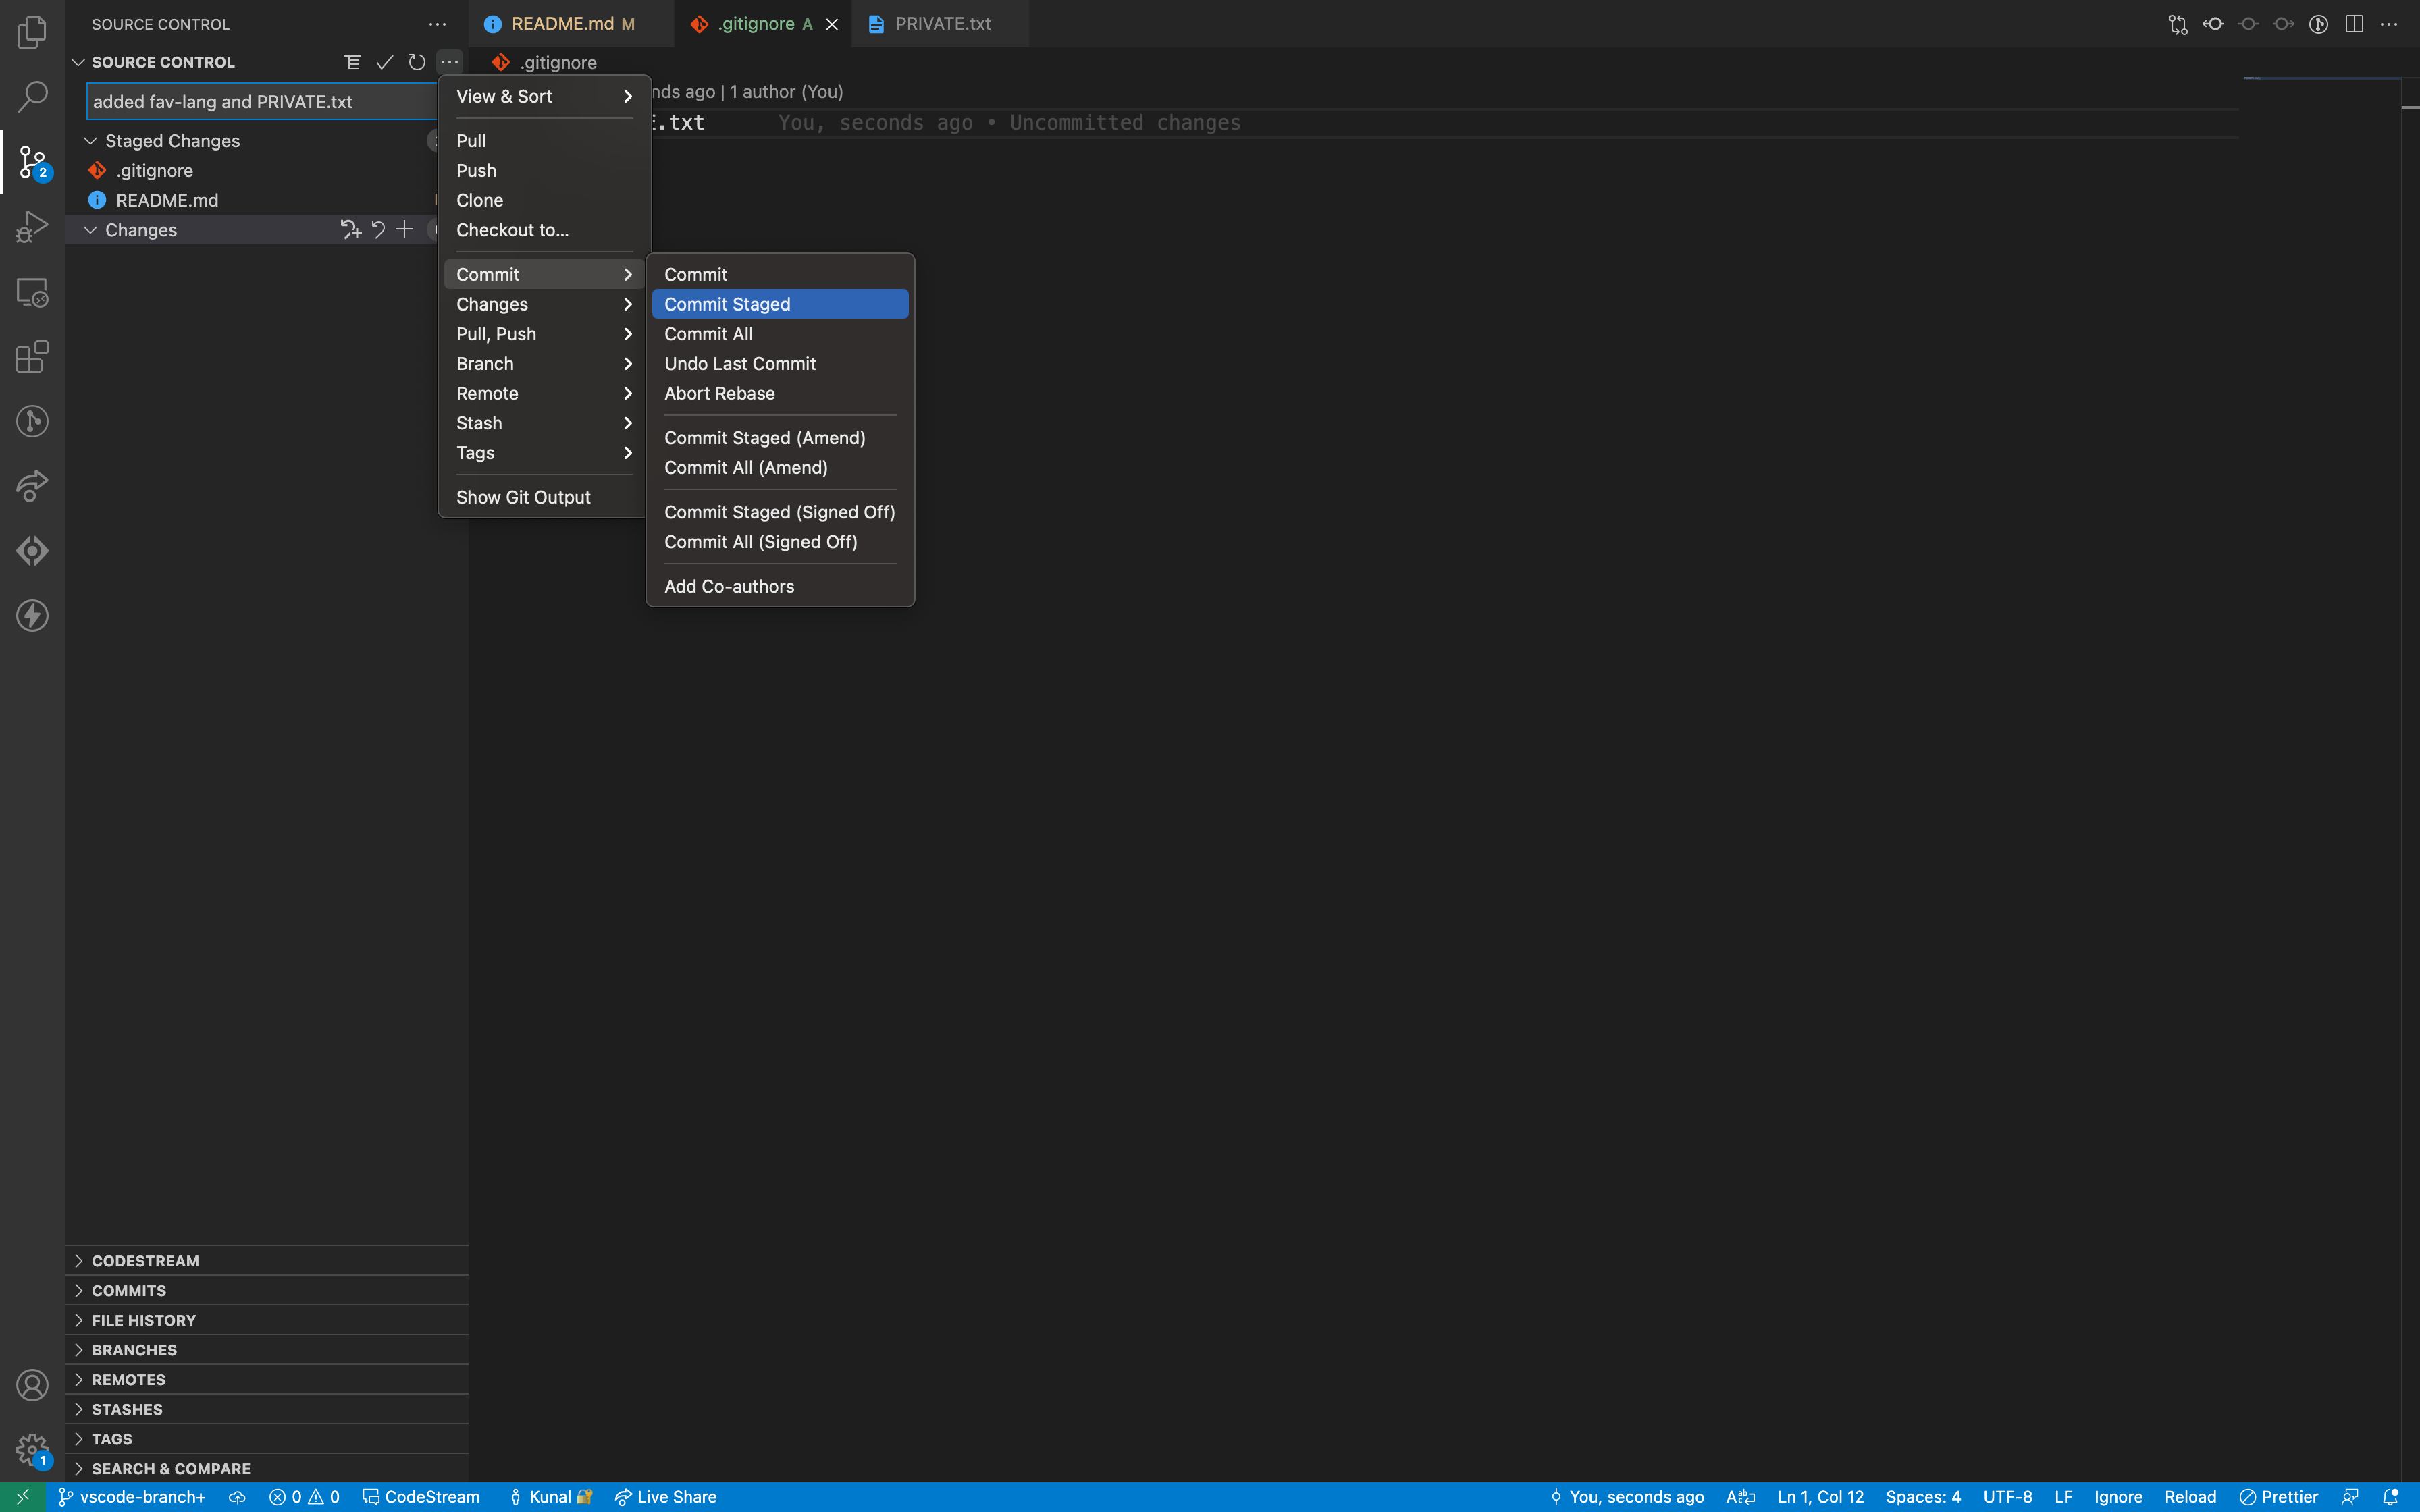 SOURCE CONTROL
README.md M
.gitignore A
PRIVATE.txt
SOURCE CONTROL
.gitignore
added fav-lang and PRIVATE.txt
ago | 1 author (You)
.txt You, seconds ago • Uncommitted changes
Staged Changes
.gitignore
README.md
Changes
2
View & Sort
Pull
Push
Clone
Checkout to...
Commit
Changes
Pull, Push
Branch
Remote
Stash
Tags
Show Git Output
Commit
Commit Staged
Commit All
Undo Last Commit
Abort Rebase
Commit Staged (Amend)
Commit All (Amend)
Commit Staged (Signed Off)
Commit All (Signed Off)
Add Co-authors
CODESTREAM
COMMITS
FILE HISTORY
BRANCHES
REMOTES
STASHES
TAGS
SEARCH & COMPARE
1
vscode-branch+ 0 0 CodeStream Kunal 🔐 Live Share You, seconds ago Ln 1, Col 12 Spaces: 4 UTF-8 LF Ignore Reload Prettier